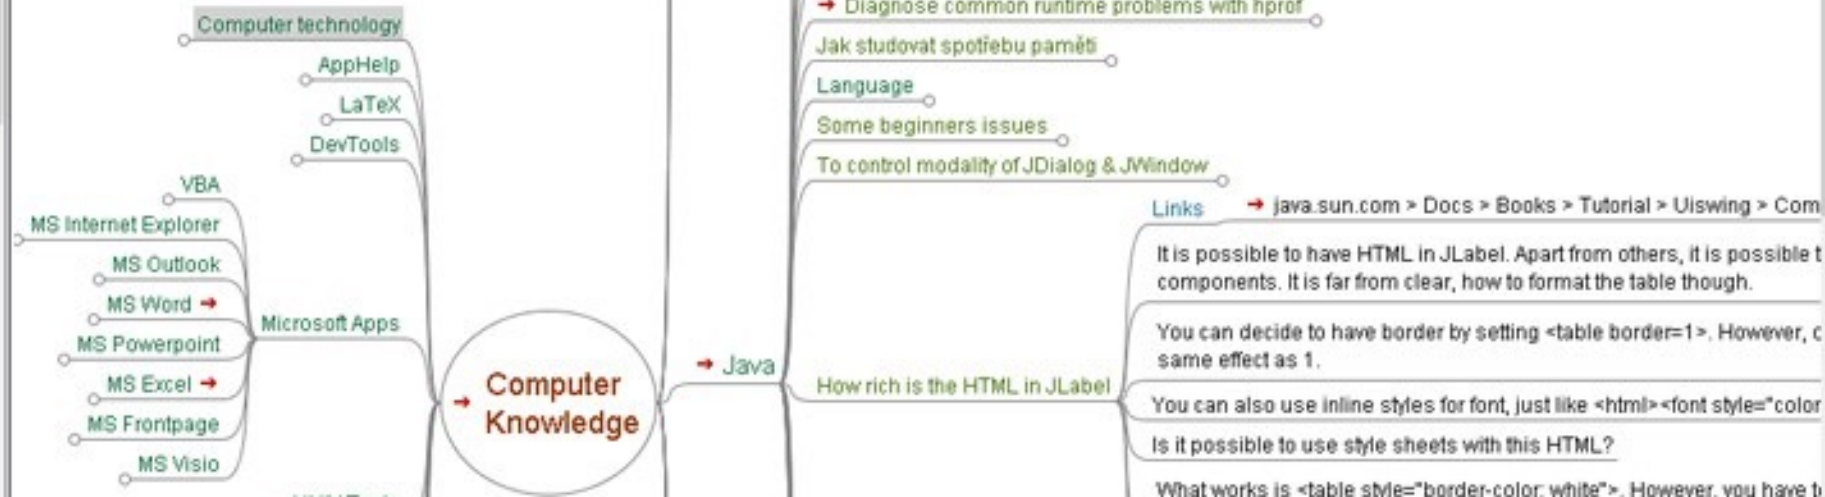 Computer technology
AppHelp
LaTeX
DevTools
VBA
MS Internet Explorer
MS Outlook
MS Word
MS Powerpoint
MS Excel
MS Frontpage
MS Visio
Microsoft Apps
Computer
Knowledge
Java
Diagnose common runtime problems with hprof
Jak studovat spotřebu paměti
Language
Some beginners issues
To control modality of JDialog & JWindow
How rich is the HTML in JLabel
Links
java.sun.com > Docs > Books > Tutorial > Uiswing > Com
It is possible to have HTML in JLabel. Apart from others, it is possible t
components. It is far from clear, how to format the table though.
You can decide to have border by setting <table border=1>. However,
same effect as 1.
You can also use inline styles for font, just like <html><font style="color
Is it possible to use style sheets with this HTML?
What works is <table style="border-color: white">. However, you have t